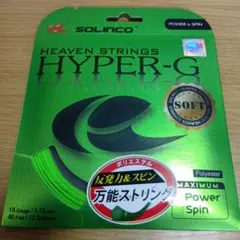 SOLINCO
POWER & SPIN
HEAVEN STRINGS
HYPER-G
SOFT
ポリエステル
反発力&スピン
万能ストリング
Polyester
MAXIMUM
Power
Spin